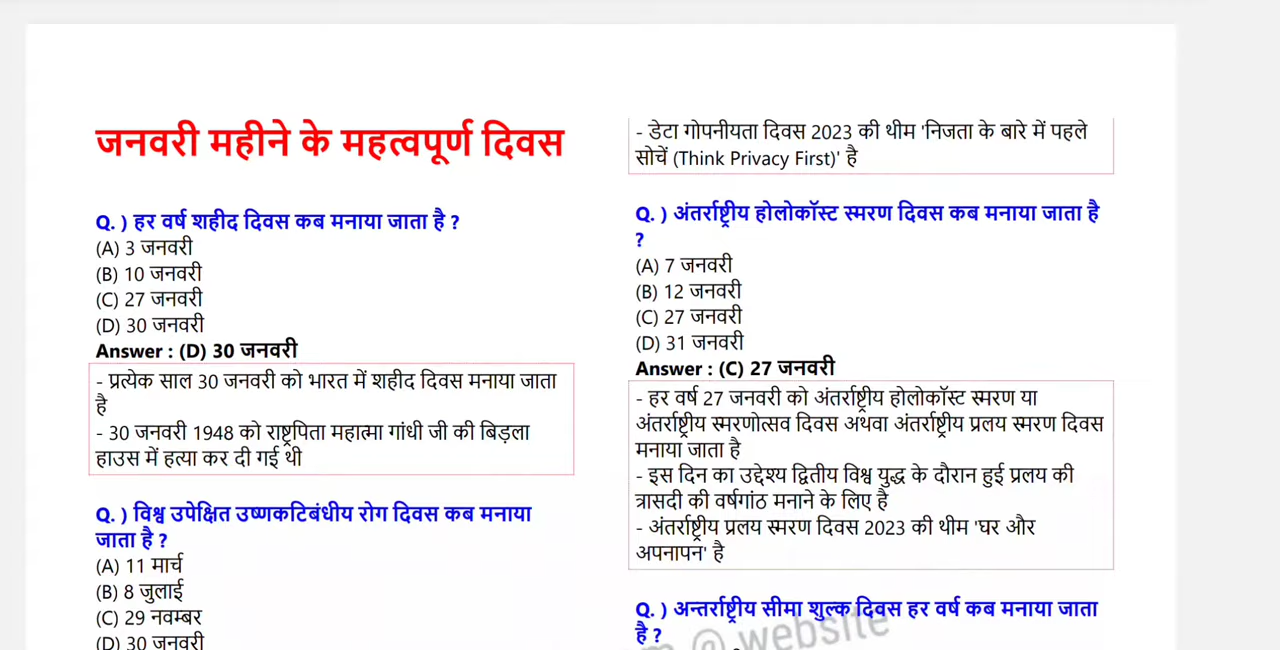 जनवरी महीने के महत्वपूर्ण दिवस
Q. ) हर वर्ष शहीद दिवस कब मनाया जाता है ?
(A) 3 जनवरी
(B) 10 जनवरी
(C) 27 जनवरी
(D) 30 जनवरी
Answer : (D) 30 जनवरी
- प्रत्येक साल 30 जनवरी को भारत में शहीद दिवस मनाया जाता
है
- 30 जनवरी 1948 को राष्ट्रपिता महात्मा गांधी जी की बिड़ला
हाउस में हत्या कर दी गई थी
Q. ) विश्व उपेक्षित उष्णकटिबंधीय रोग दिवस कब मनाया
जाता है ?
(A) 11 मार्च
(B) 8 जुलाई
(C) 29 नवम्बर
(D) 30 जनवरी
- डेटा गोपनीयता दिवस 2023 की थीम 'निजता के बारे में पहले
सोचें (Think Privacy First)' है
Q. ) अंतर्राष्ट्रीय होलोकॉस्ट स्मरण दिवस कब मनाया जाता है
?
(A) 7 जनवरी
(B) 12 जनवरी
(C) 27 जनवरी
(D) 31 जनवरी
Answer : (C) 27 जनवरी
- हर वर्ष 27 जनवरी को अंतर्राष्ट्रीय होलोकॉस्ट स्मरण या
अंतर्राष्ट्रीय स्मरणोत्सव दिवस अथवा अंतर्राष्ट्रीय प्रलय स्मरण दिवस
मनाया जाता है
- इस दिन का उद्देश्य द्वितीय विश्व युद्ध के दौरान हुई प्रलय की
त्रासदी की वर्षगांठ मनाने के लिए है
- अंतर्राष्ट्रीय प्रलय स्मरण दिवस 2023 की थीम 'घर और
अपनापन' है
Q. ) अन्तर्राष्ट्रीय सीमा शुल्क दिवस हर वर्ष कब मनाया जाता
है ?
@ website